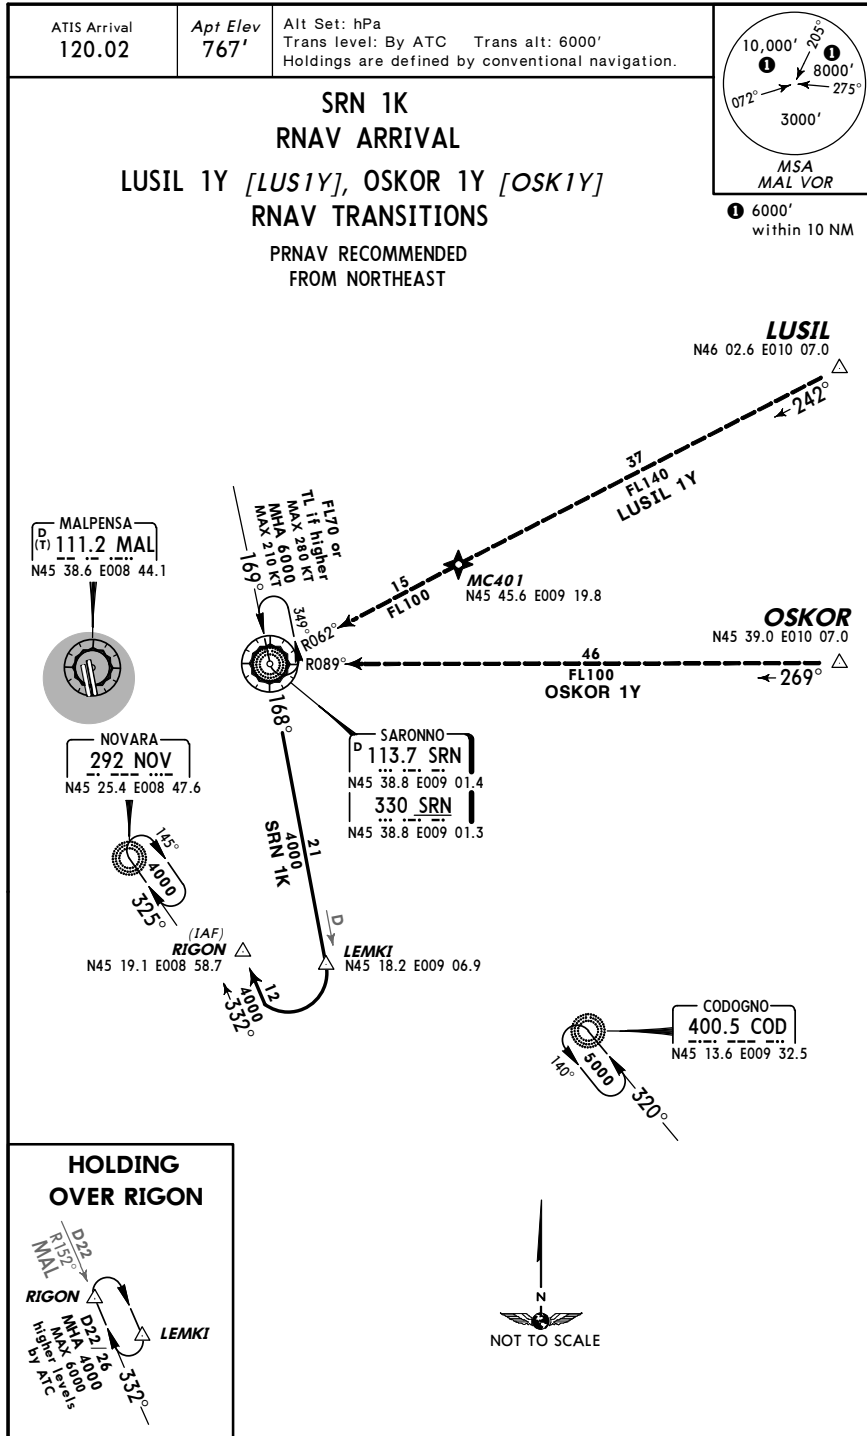 ATIS Arrival
120.02
Apt Elev
767'
Alt Set: hPa
Trans level: By ATC Trans alt: 6000'
Holdings are defined by conventional navigation.
205°
10,000'
1
1
8000'
072°
275°
3000'
MSA
MAL VOR
1 6000'
within 10 NM
SRN 1K
RNAV ARRIVAL
LUSIL 1Y [LUS1Y], OSKOR 1Y [OSK1Y]
RNAV TRANSITIONS
PRNAV RECOMMENDED
FROM NORTHEAST
LUSIL
N46 02.6 E010 07.0
242°
37
FL140
LUSIL 1Y
MC401
N45 45.6 E009 19.8
15
FL100
R062°
FL70 or
TL if higher
MAX 280 KT
MHA 6000
MAX 210 KT
169°
349°
MALPENSA
D
(T) 111.2 MAL
N45 38.6 E008 44.1
OSKOR
N45 39.0 E010 07.0
R089°
46
FL100
OSKOR 1Y
269°
168°
SARONNO
D 113.7 SRN
N45 38.8 E009 01.4
330 SRN
N45 38.8 E009 01.3
NOVARA
292 NOV
N45 25.4 E008 47.6
145°
4000
325°
21
4000
SRN 1K
D
(IAF)
RIGON
N45 19.1 E008 58.7
LEMKI
N45 18.2 E009 06.9
12
4000
332°
CODOGNO
400.5 COD
N45 13.6 E009 32.5
140°
5000
320°
HOLDING
OVER RIGON
D22
R152°
MAL
RIGON
LEMKI
D22/26
MHA 4000
MAX 6000
higher levels
by ATC
332°
N
NOT TO SCALE